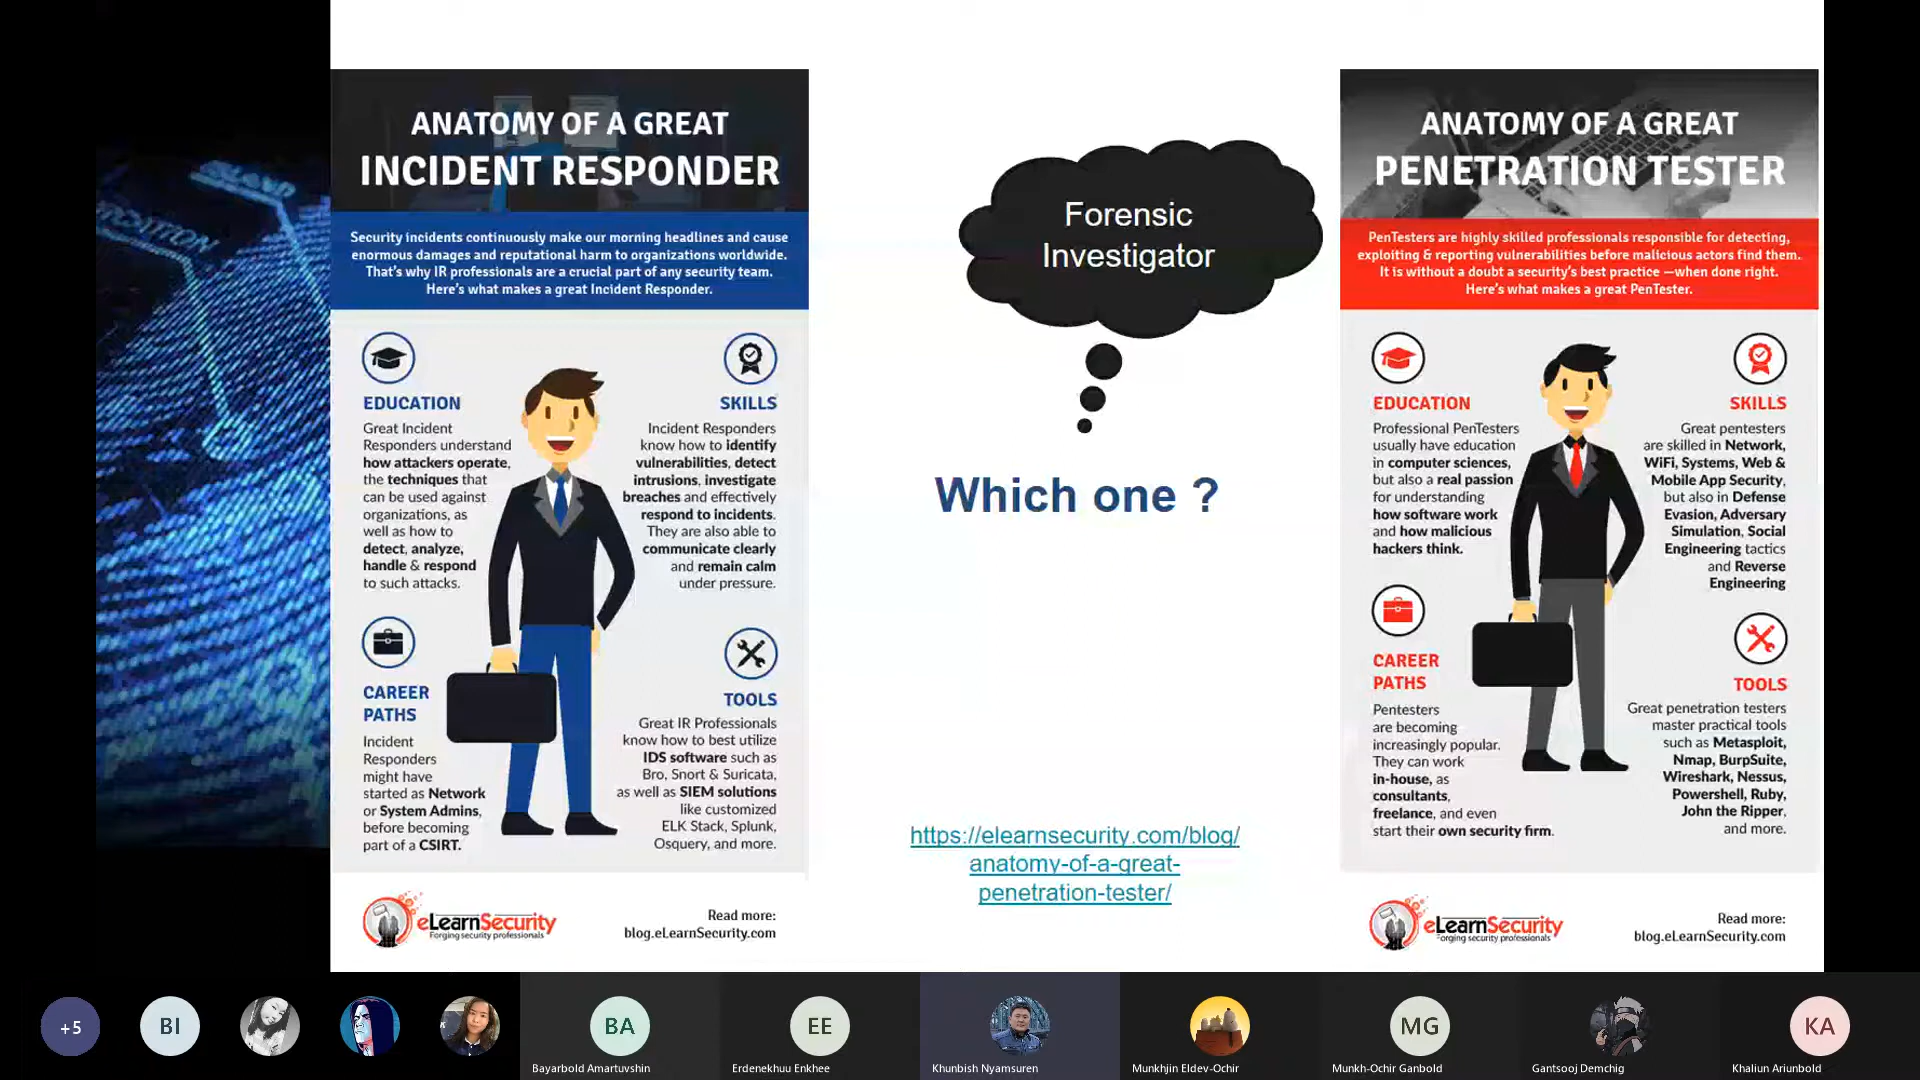 ANATOMY OF A GREAT
INCIDENT RESPONDER
Security incidents continuously make our morning headlines and cause
enormous damages and reputational harm to organizations worldwide.
That's why IR professionals are a crucial part of any security team.
Here's what makes a great Incident Responder.
EDUCATION
Great Incident
Responders understand
how attackers operate,
the techniques that
can be used against
organizations, as
well as how to
detect, analyze,
handle & respond
to such attacks.
SKILLS
Incident Responders
know how to identify
vulnerabilities, detect
intrusions, investigate
breaches and effectively
respond to incidents.
They are also able to
communicate clearly
and remain calm
under pressure.
CAREER
PATHS
Incident
Responders
might have
started as Network
or System Admins,
before becoming
part of a CSIRT.
TOOLS
Great IR Professionals
know how to best utilize
IDS software such as
Bro, Snort & Suricata,
as well as SIEM solutions
like customized
ELK Stack, Splunk,
Osquery, and more.
eLearnSecurity
Forging security professionals
Read more:
blog.eLearnSecurity.com
Forensic
Investigator
Which one ?
https://elearnsecurity.com/blog/
anatomy-of-a-great-
penetration-tester/
ANATOMY OF A GREAT
PENETRATION TESTER
PenTesters are highly skilled professionals responsible for detecting,
exploiting & reporting vulnerabilities before malicious actors find them.
It is without a doubt a security's best practice —when done right.
Here's what makes a great PenTester.
EDUCATION
Professional PenTesters
usually have education
in computer sciences,
but also a real passion
for understanding
how software work
and how malicious
hackers think.
SKILLS
Great pentesters
are skilled in Network,
WiFi, Systems, Web &
Mobile App Security,
but also in Defense
Evasion, Adversary
Simulation, Social
Engineering tactics
and Reverse
Engineering
CAREER
PATHS
Pentesters
are becoming
increasingly popular.
They can work
in-house, as
consultants,
freelance, and even
start their own security firm.
TOOLS
Great penetration testers
master practical tools
such as Metasploit,
Nmap, BurpSuite,
Wireshark, Nessus,
Powershell, Ruby,
John the Ripper,
and more.
eLearnSecurity
Forging security professionals
Read more:
blog.eLearnSecurity.com
+5
BI
BA
EE
MG
KA
Bayarbold Amartuvshin
Erdenekhuu Enkhee
Khunbish Nyamsuren
Munkhjin Eldev-Ochir
Munkh-Ochir Ganbold
Gantsooj Demchig
Khaliun Ariunbold